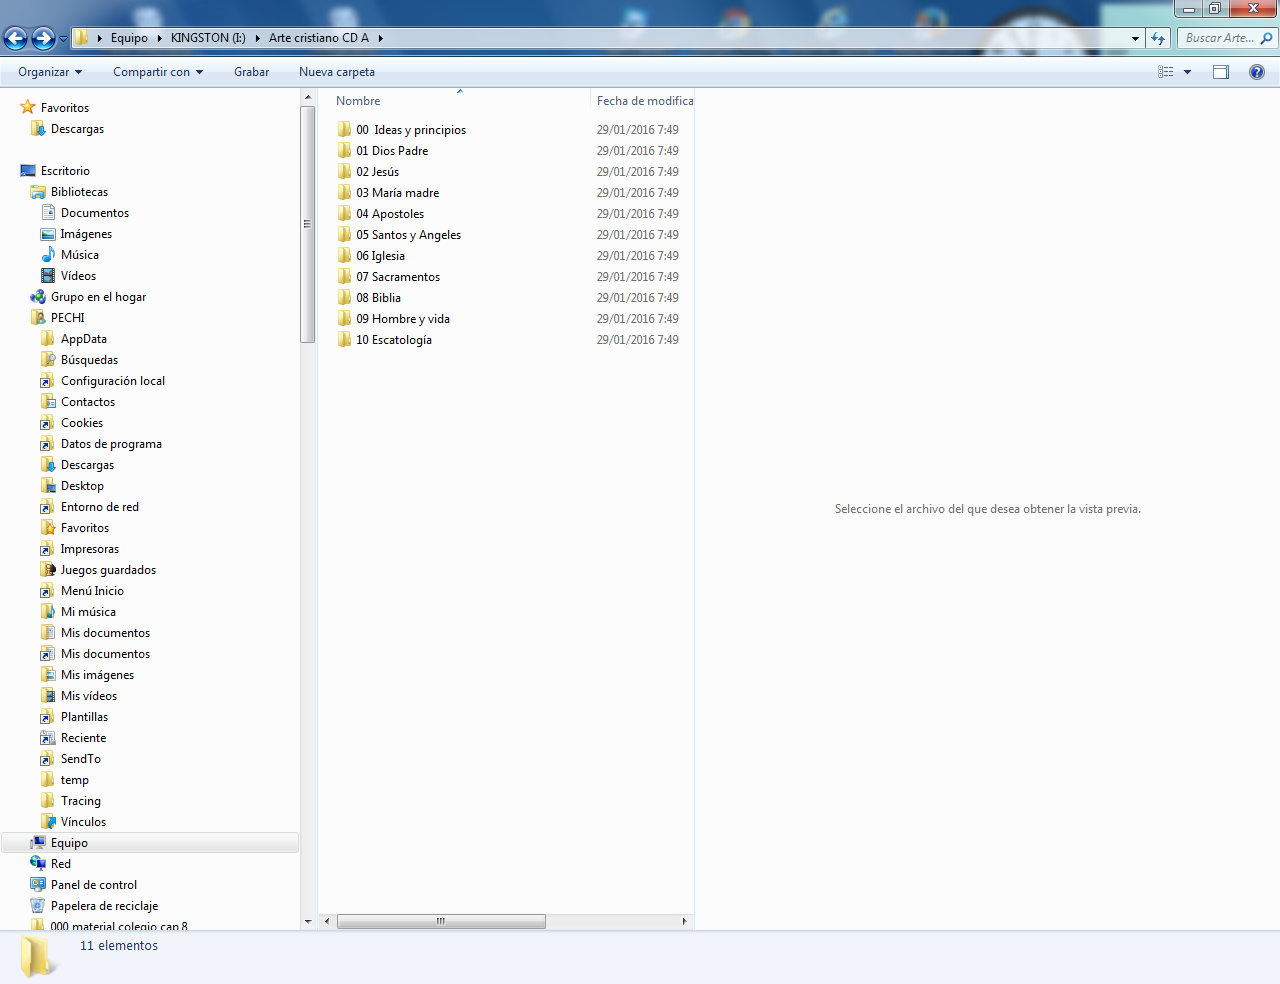 Equipo KINGSTON (I:) Arte cristiano CD A
Buscar Arte...
Organizar Compartir con Grabar Nueva carpeta
Favoritos
Descargas
Escritorio
Bibliotecas
Documentos
Imágenes
Música
Vídeos
Grupo en el hogar
PECHI
AppData
Búsquedas
Configuración local
Contactos
Cookies
Datos de programa
Descargas
Desktop
Entorno de red
Favoritos
Impresoras
Juegos guardados
Menú Inicio
Mi música
Mis documentos
Mis documentos
Mis imágenes
Mis vídeos
Plantillas
Reciente
SendTo
temp
Tracing
Vínculos
Equipo
Red
Panel de control
Papelera de reciclaje
000 material colegio cap 8
Nombre Fecha de modifica
00 Ideas y principios 29/01/2016 7:49
01 Dios Padre 29/01/2016 7:49
02 Jesús 29/01/2016 7:49
03 María madre 29/01/2016 7:49
04 Apostoles 29/01/2016 7:49
05 Santos y Angeles 29/01/2016 7:49
06 Iglesia 29/01/2016 7:49
07 Sacramentos 29/01/2016 7:49
08 Biblia 29/01/2016 7:49
09 Hombre y vida 29/01/2016 7:49
10 Escatología 29/01/2016 7:49
Seleccione el archivo del que desea obtener la vista previa.
11 elementos